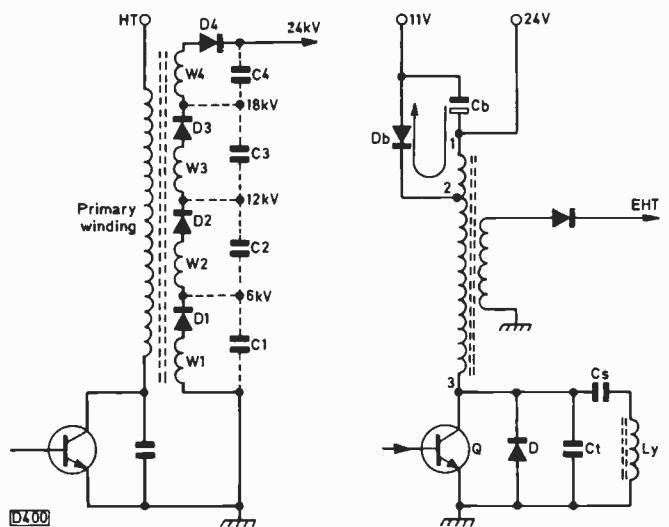 HT
D4
24kV
W4
C4
18kV
D3
W3
C3
Primary
winding
12kV
D2
W2
C2
6kV
D1
W1
C1
D400
11V
24V
Cb
Db
1
2
EHT
3
Cs
Q
D
Ct
Ly